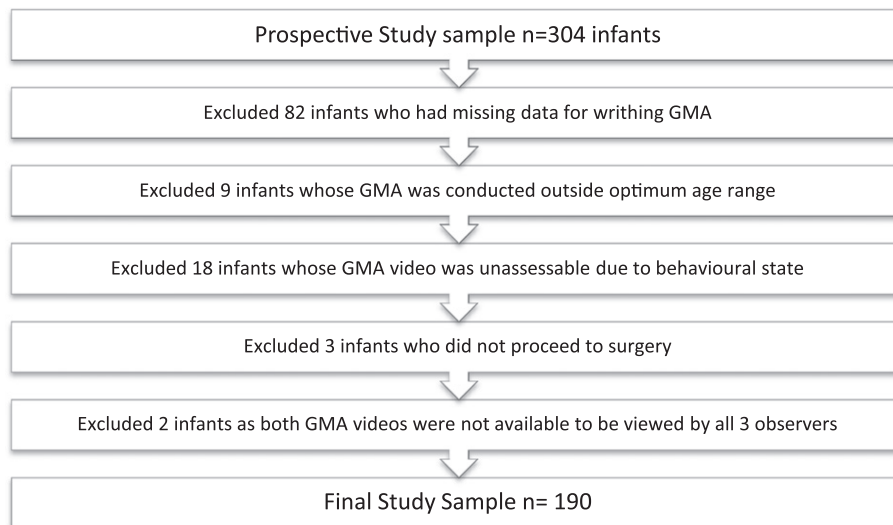 Prospective Study sample n=304 infants
Excluded 82 infants who had missing data for writhing GMA
Excluded 9 infants whose GMA was conducted outside optimum age range
Excluded 18 infants whose GMA video was unassessable due to behavioural state
Excluded 3 infants who did not proceed to surgery
Excluded 2 infants as both GMA videos were not available to be viewed by all 3 observers
Final Study Sample n= 190